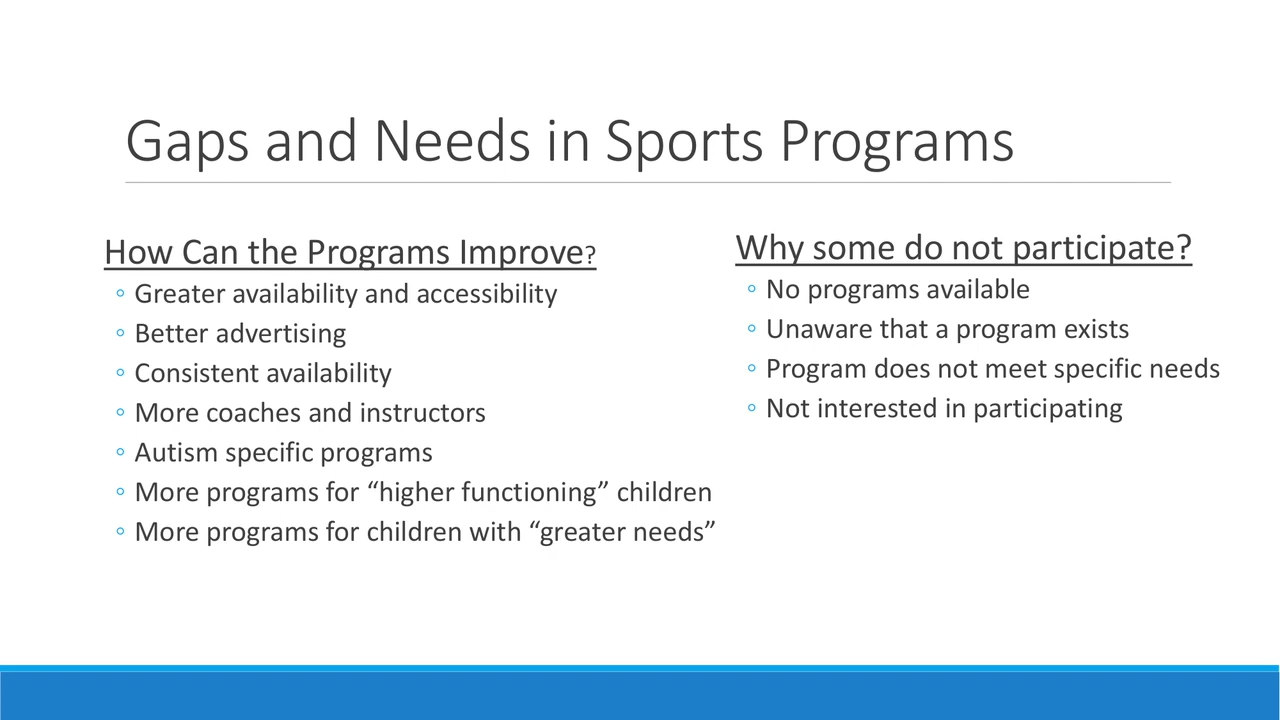 Gaps and Needs in Sports Programs
How Can the Programs Improve?
◦ Greater availability and accessibility
◦ Better advertising
◦ Consistent availability
◦ More coaches and instructors
◦ Autism specific programs
◦ More programs for “higher functioning” children
◦ More programs for children with “greater needs”
Why some do not participate?
◦ No programs available
◦ Unaware that a program exists
◦ Program does not meet specific needs
◦ Not interested in participating